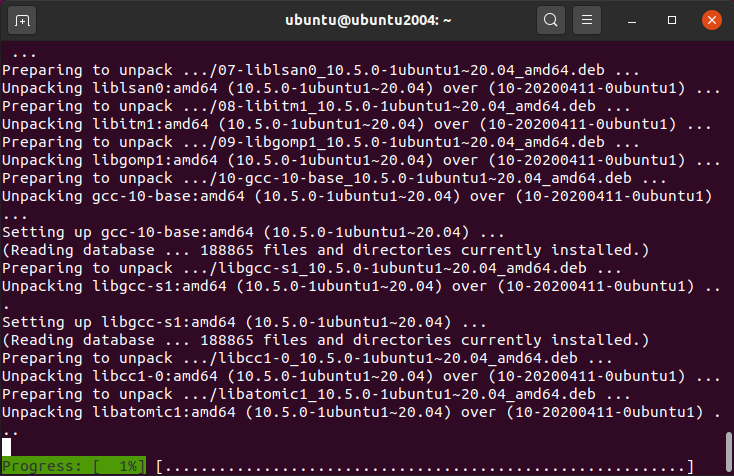 ubuntu@ubuntu2004: ~
...
Preparing to unpack .../07-liblsan0_10.5.0-1ubuntu1~20.04_amd64.deb ...
Unpacking liblsan0:amd64 (10.5.0-1ubuntu1~20.04) over (10-20200411-0ubuntu1) ...
Preparing to unpack .../08-libitm1_10.5.0-1ubuntu1~20.04_amd64.deb ...
Unpacking libitm1:amd64 (10.5.0-1ubuntu1~20.04) over (10-20200411-0ubuntu1) ...
Preparing to unpack .../09-libgomp1_10.5.0-1ubuntu1~20.04_amd64.deb ...
Unpacking libgomp1:amd64 (10.5.0-1ubuntu1~20.04) over (10-20200411-0ubuntu1) ...
Preparing to unpack .../10-gcc-10-base_10.5.0-1ubuntu1~20.04_amd64.deb ...
Unpacking gcc-10-base:amd64 (10.5.0-1ubuntu1~20.04) over (10-20200411-0ubuntu1)
...
Setting up gcc-10-base:amd64 (10.5.0-1ubuntu1~20.04) ...
(Reading database ... 188865 files and directories currently installed.)
Preparing to unpack .../libgcc-s1_10.5.0-1ubuntu1~20.04_amd64.deb ...
Unpacking libgcc-s1:amd64 (10.5.0-1ubuntu1~20.04) over (10-20200411-0ubuntu1) ..
.
Setting up libgcc-s1:amd64 (10.5.0-1ubuntu1~20.04) ...
(Reading database ... 188865 files and directories currently installed.)
Preparing to unpack .../libcc1-0_10.5.0-1ubuntu1~20.04_amd64.deb ...
Unpacking libcc1-0:amd64 (10.5.0-1ubuntu1~20.04) over (10-20200411-0ubuntu1) ...
Preparing to unpack .../libatomic1_10.5.0-1ubuntu1~20.04_amd64.deb ...
Unpacking libatomic1:amd64 (10.5.0-1ubuntu1~20.04) over (10-20200411-0ubuntu1) .
..
Progress: [  1%] [..........................................................]